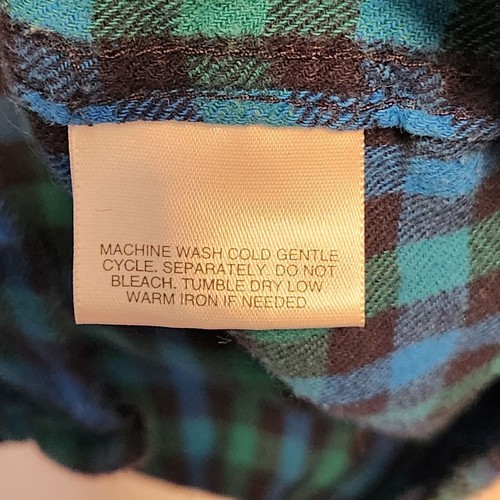 MACHINE WASH COLD GENTLE
CYCLE. SEPARATELY. DO NOT
BLEACH. TUMBLE DRY LOW
WARM IRON IF NEEDED